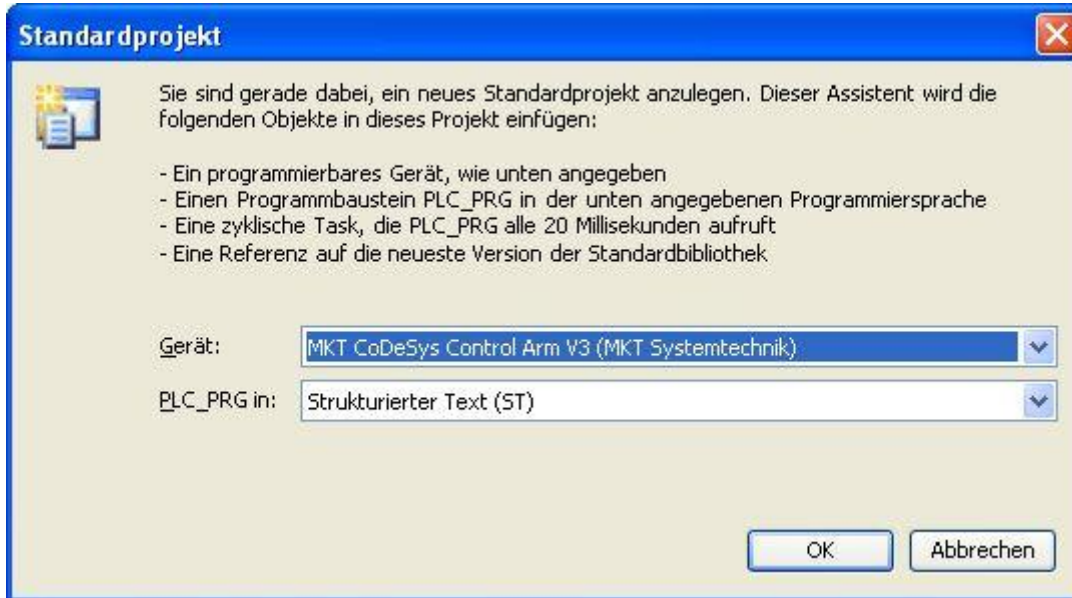 Standardprojekt
Sie sind gerade dabei, ein neues Standardprojekt anzulegen. Dieser Assistent wird die
folgenden Objekte in dieses Projekt einfügen:
- Ein programmierbares Gerät, wie unten angegeben
- Einen Programmbaustein PLC_PRG in der unten angegebenen Programmiersprache
- Eine zyklische Task, die PLC_PRG alle 20 Millisekunden aufruft
- Eine Referenz auf die neueste Version der Standardbibliothek
Gerät: MKT CoDeSys Control Arm V3 (MKT Systemtechnik)
PLC_PRG in: Strukturierter Text (ST)
OK Abbrechen